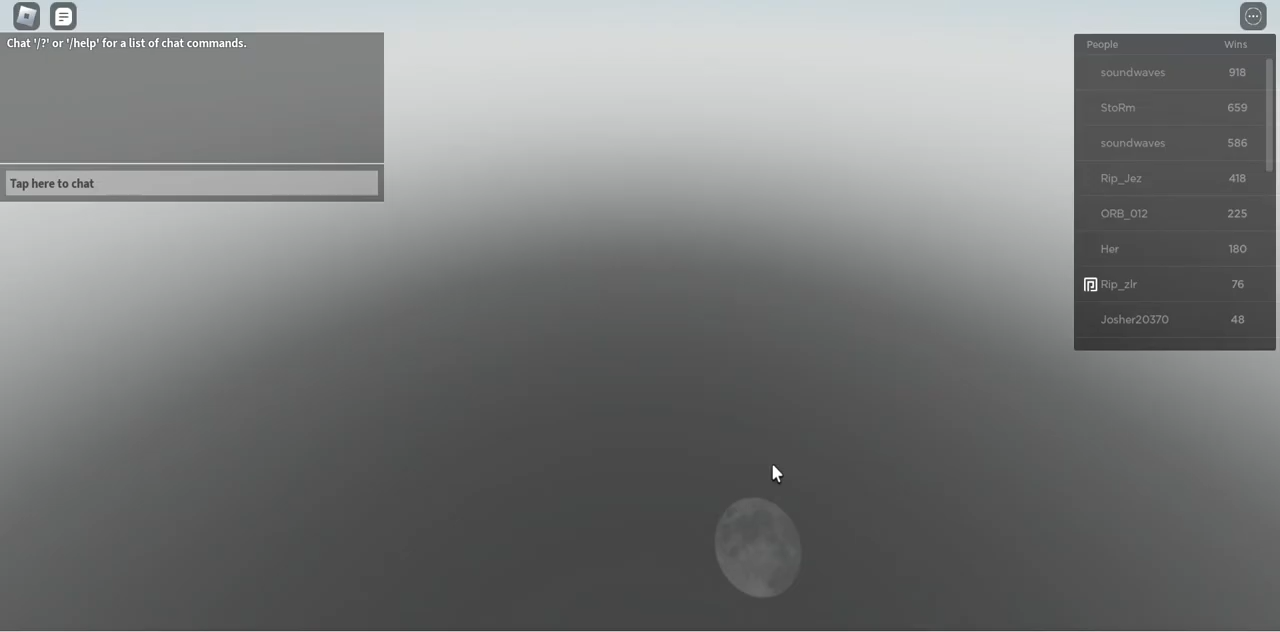 Chat '/?' or '/help' for a list of chat commands.
Tap here to chat
People Wins
soundwaves 918
StoRm 659
soundwaves 586
Rip_Jez 418
ORB_012 225
Her 180
Rip_zlr 76
Josher20370 48